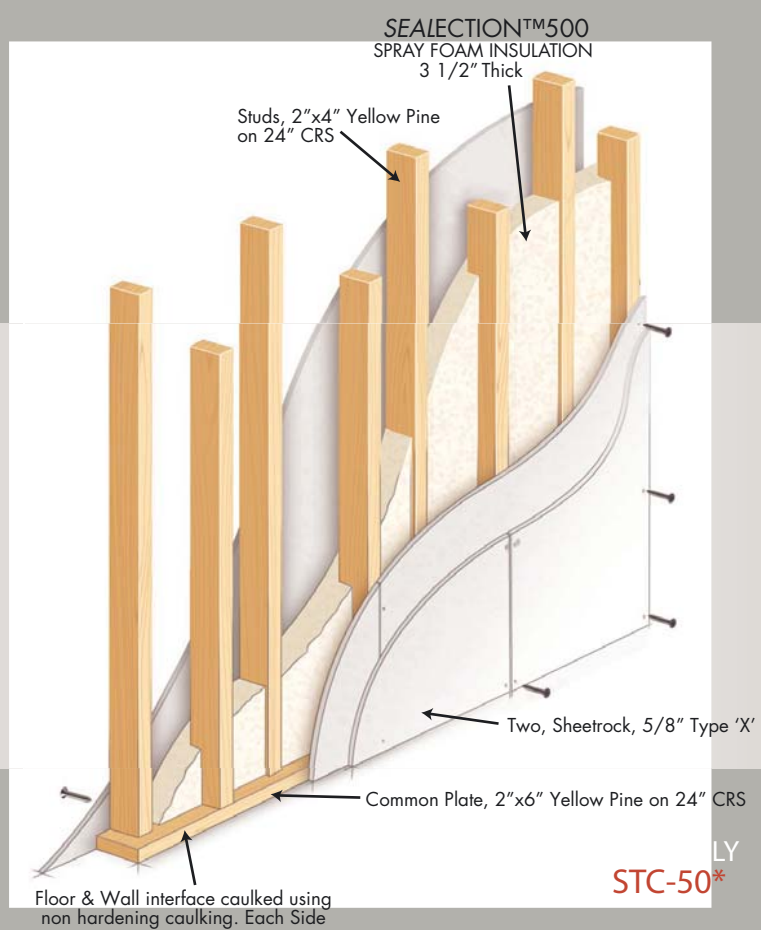 SEALECTION™500
SPRAY FOAM INSULATION
3 1/2” Thick
Studs, 2”x4” Yellow Pine
on 24” CRS
Two, Sheetrock, 5/8” Type ‘X’
Common Plate, 2”x6” Yellow Pine on 24” CRS
LY
STC-50*
Floor & Wall interface caulked using
non hardening caulking. Each Side